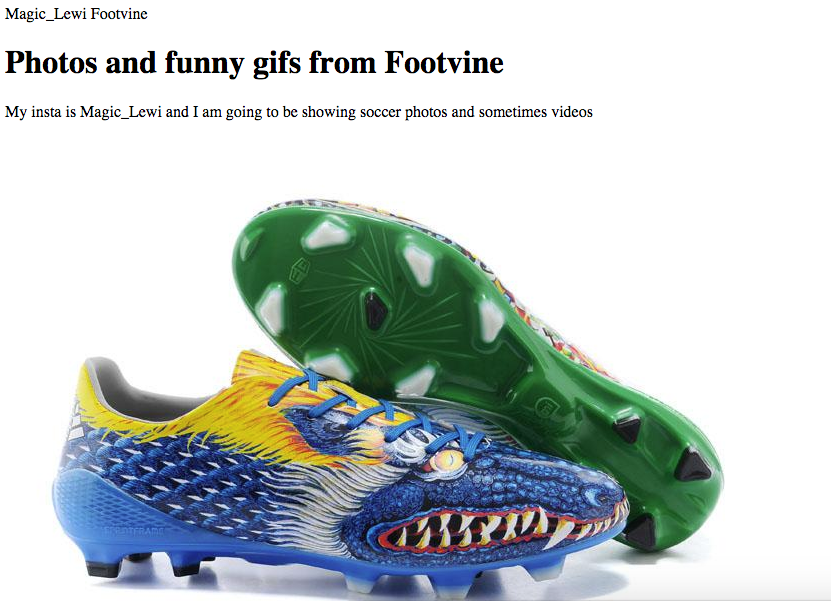 Magic_Lewi Footvine
Photos and funny gifs from Footvine
My insta is Magic_Lewi and I am going to be showing soccer photos and sometimes videos